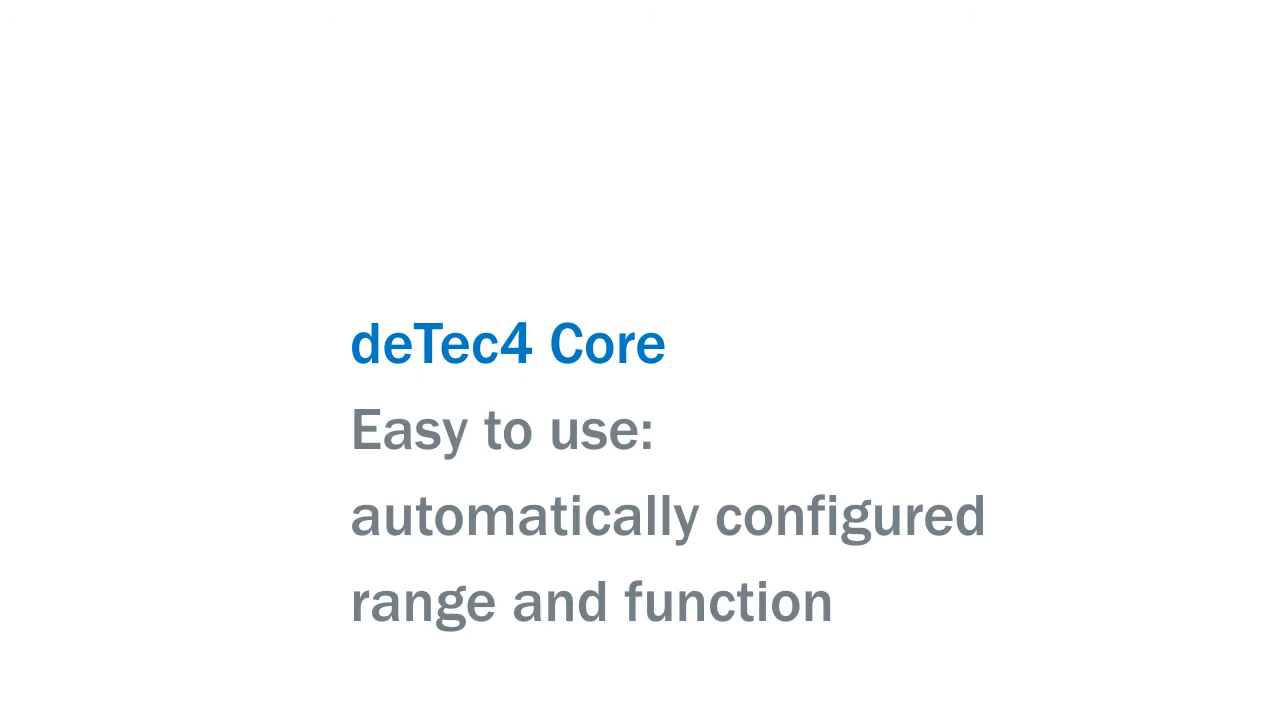 deTec4 Core
Easy to use:
automatically configured
range and function